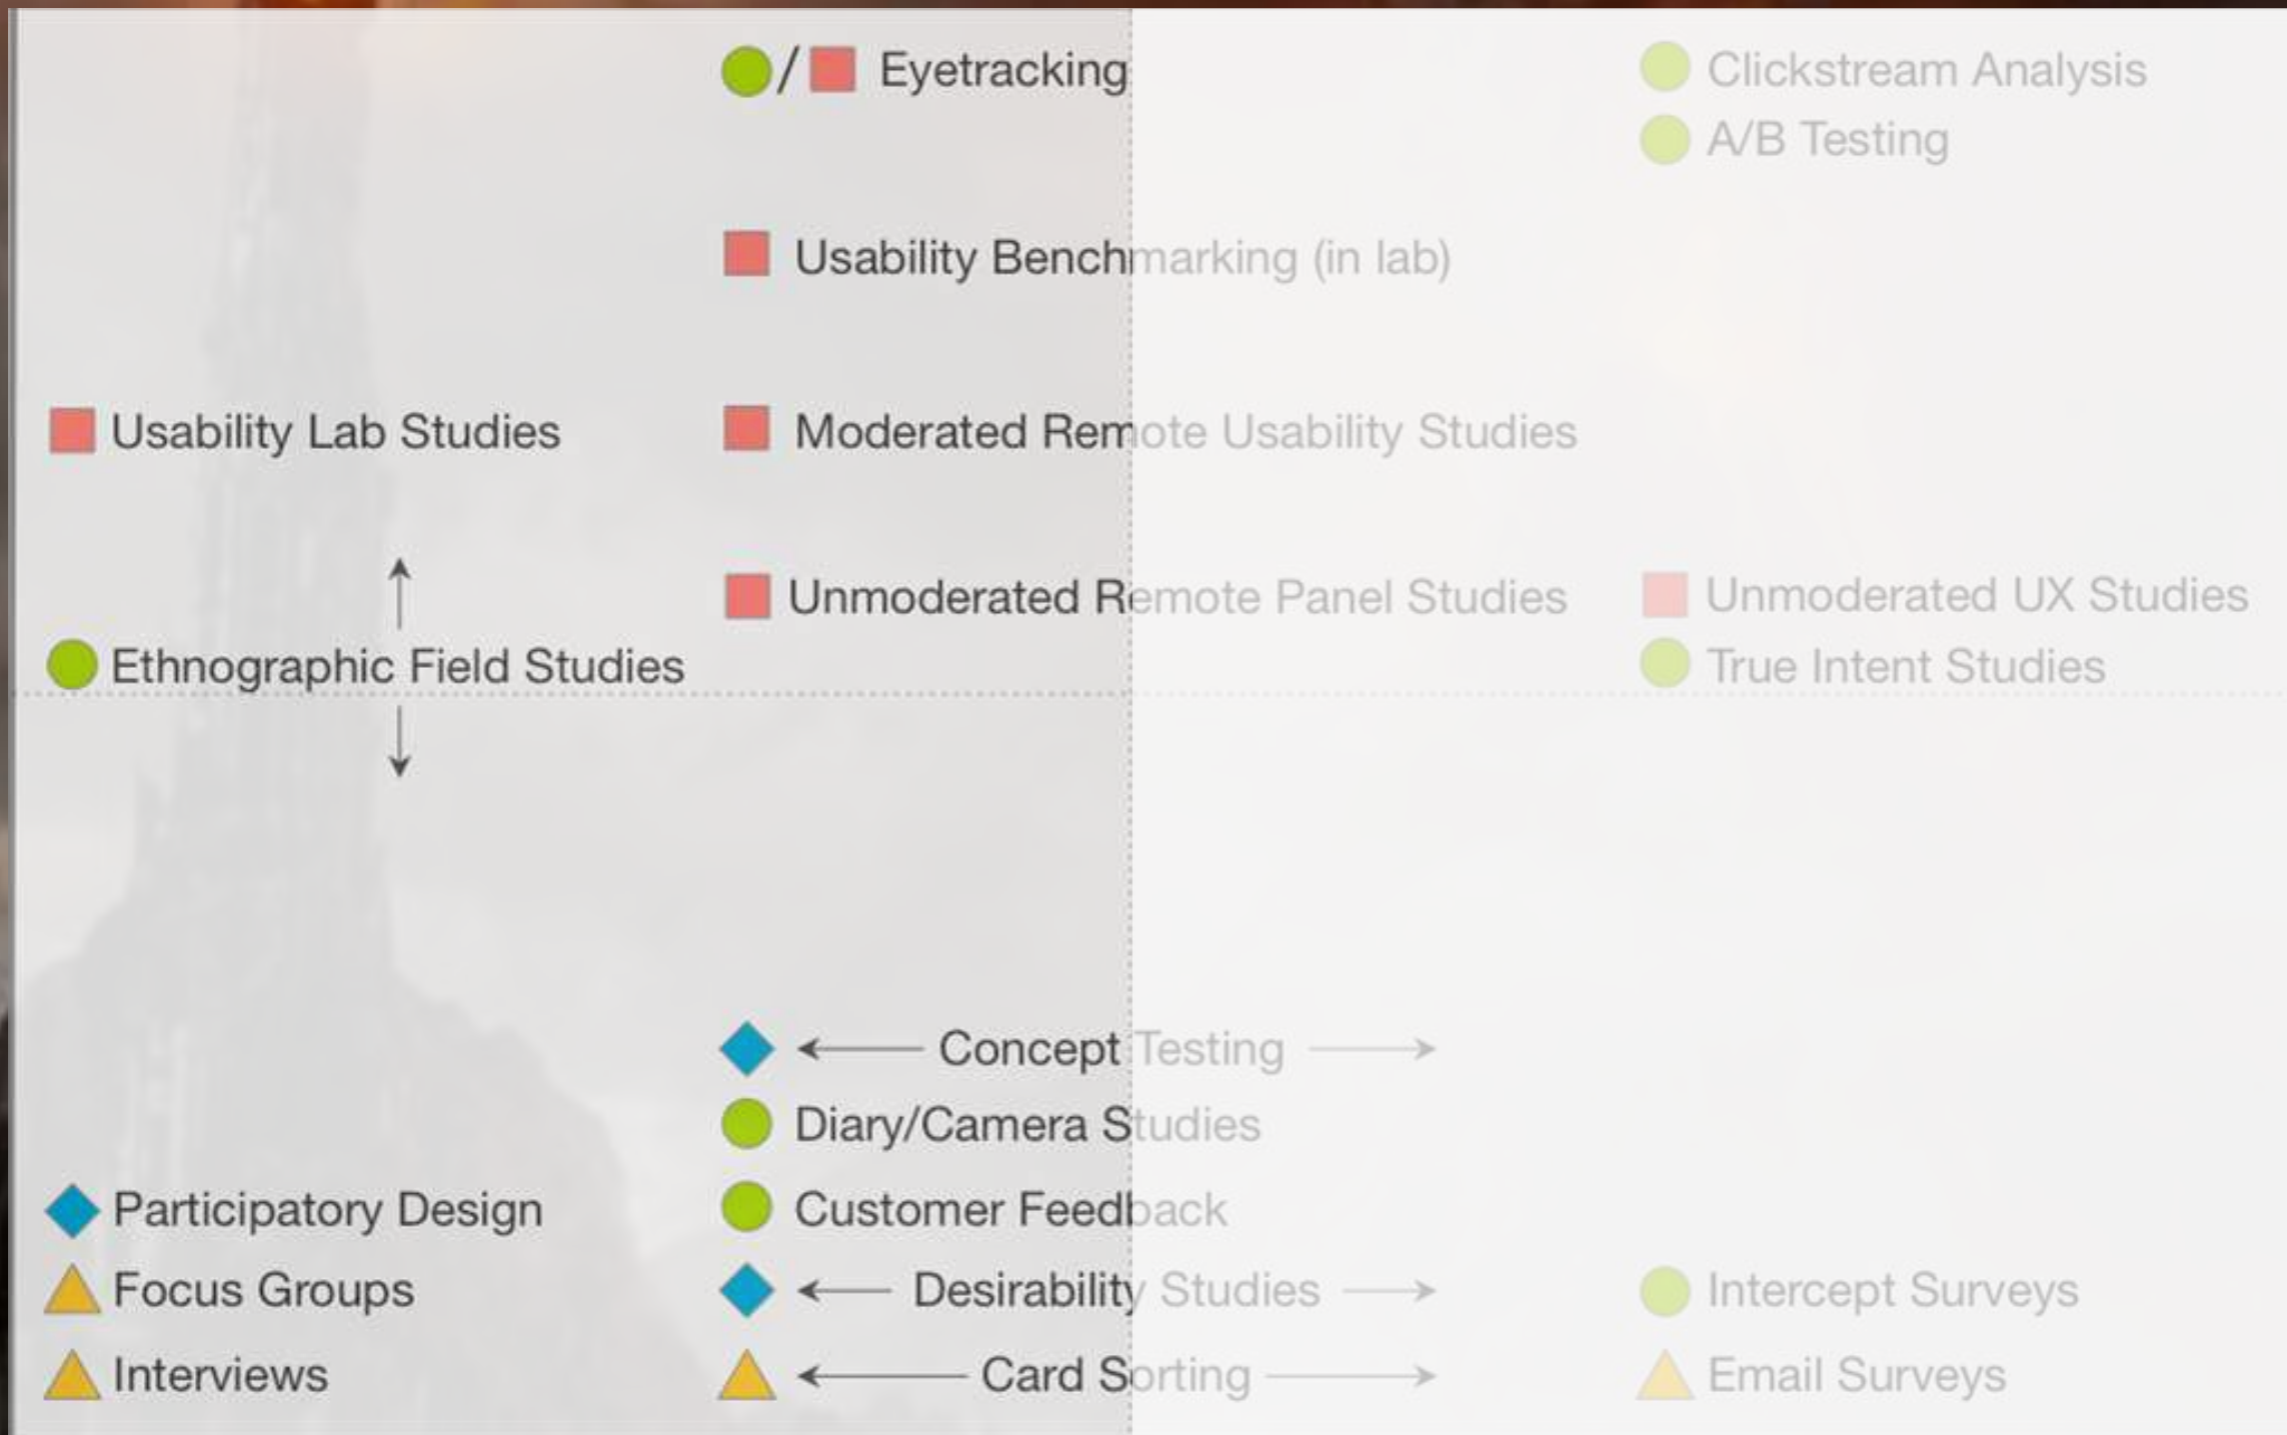 / Eyetracking
Clickstream Analysis
A/B Testing
Usability Benchmarking (in lab)
Usability Lab Studies
Moderated Remote Usability Studies
Unmoderated Remote Panel Studies
Unmoderated UX Studies
Ethnographic Field Studies
True Intent Studies
Concept Testing
Diary/Camera Studies
Participatory Design
Customer Feedback
Focus Groups
Desirability Studies
Intercept Surveys
Interviews
Card Sorting
Email Surveys